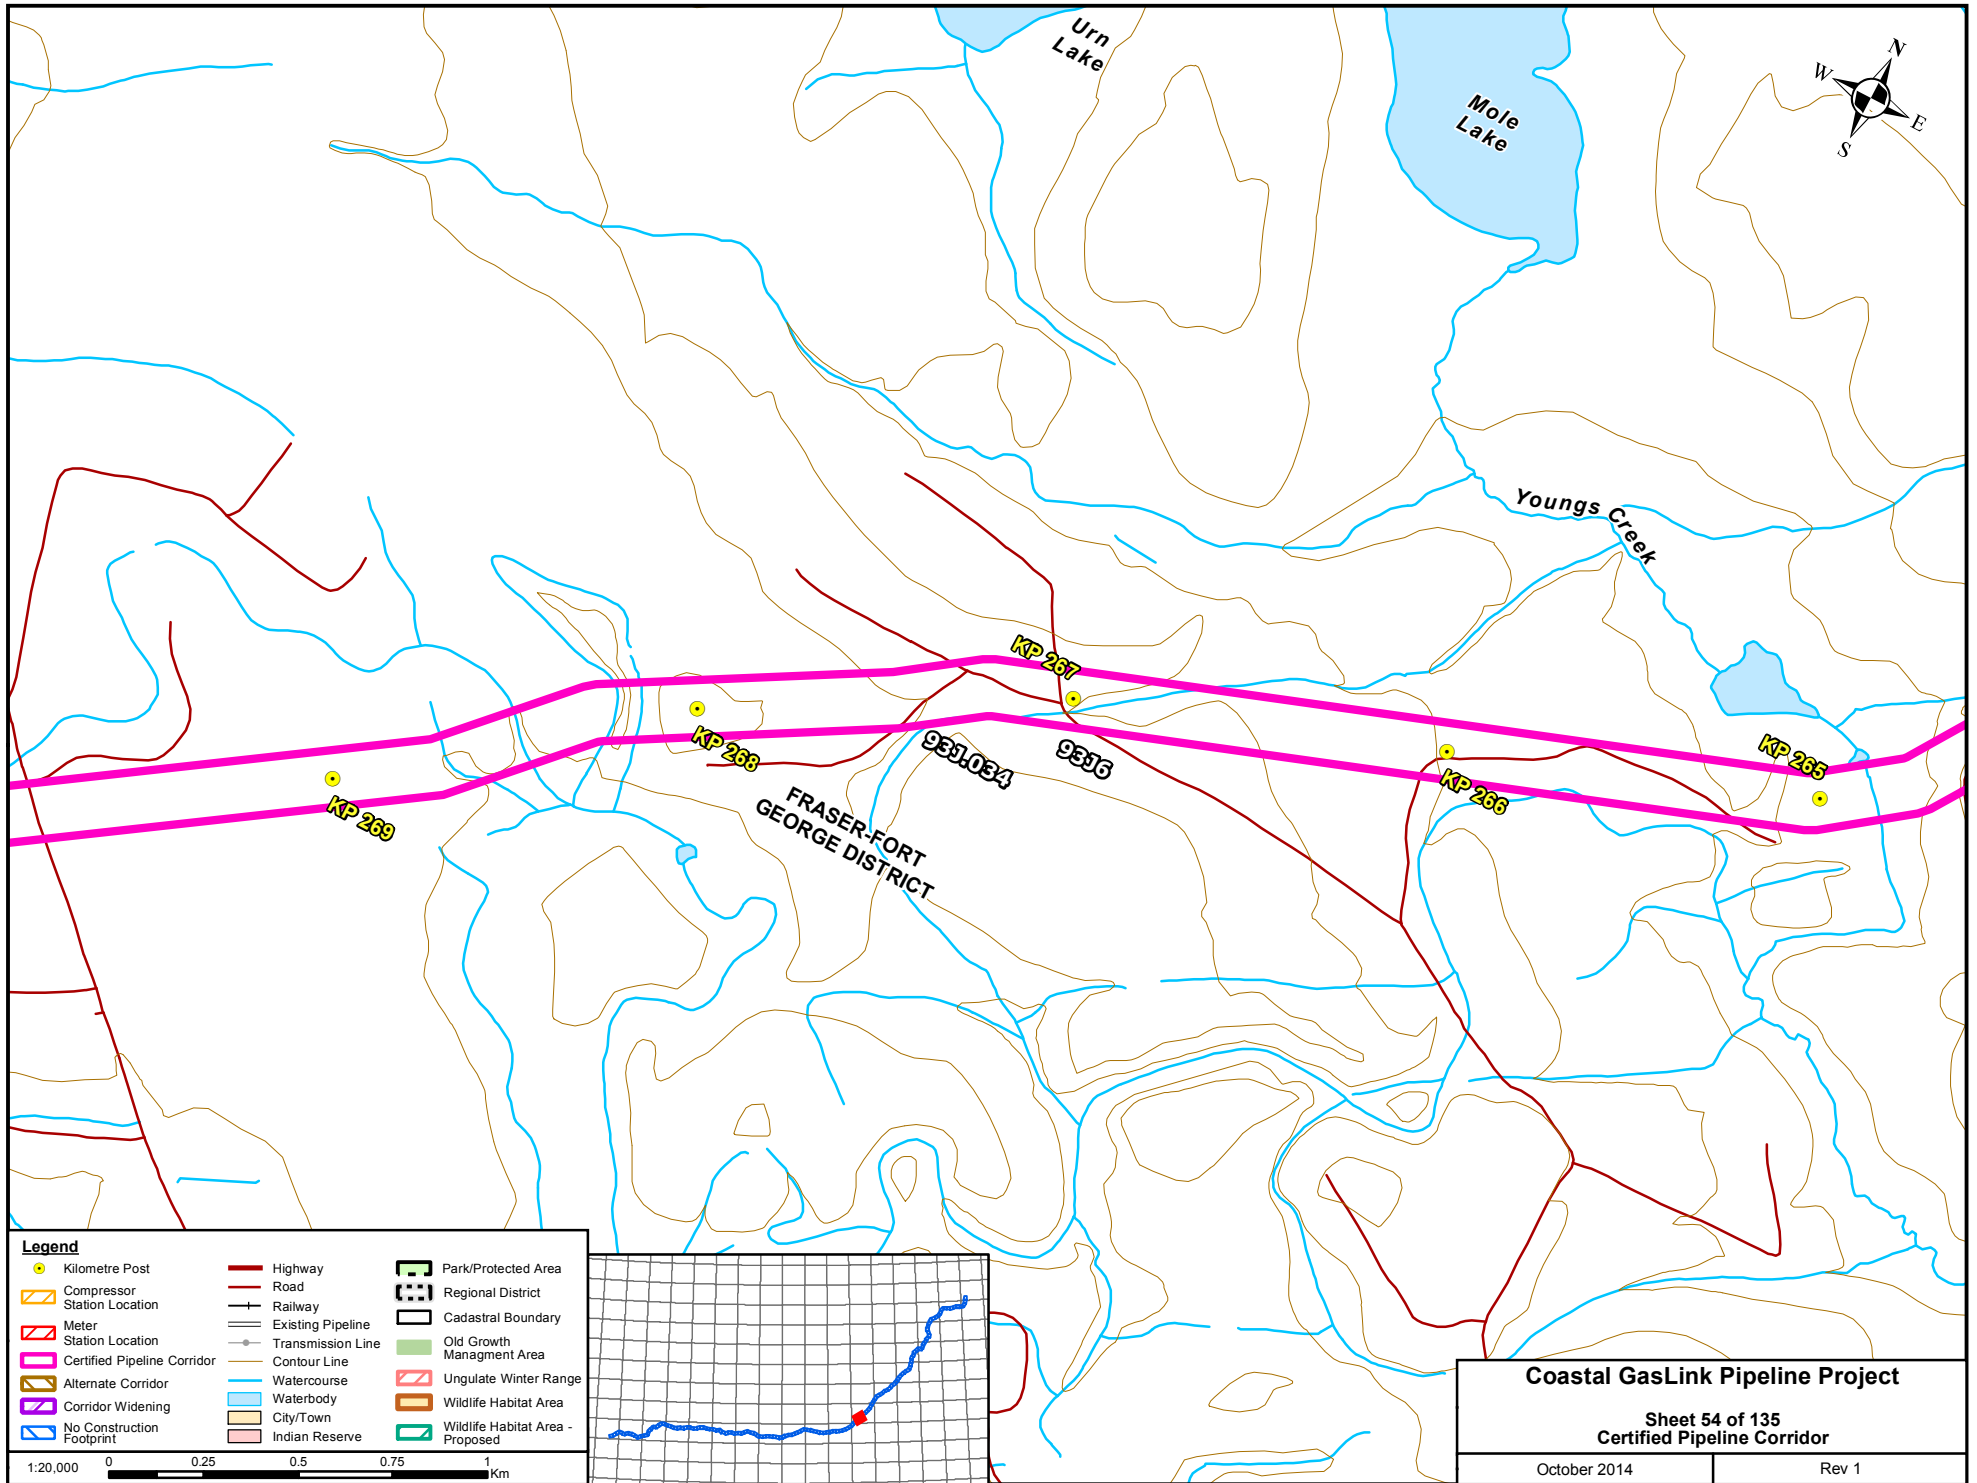 Urn
Lake
Mole
Lake
N
W
E
S
Youngs Creek
KP 267
KP 268
KP 269
KP 266
KP 265
93J.034
93J6
FRASER-FORT
GEORGE DISTRICT
Legend
Kilometre Post
Compressor
Station Location
Meter
Station Location
Certified Pipeline Corridor
Alternate Corridor
Corridor Widening
No Construction
Footprint
Highway
Road
Railway
Existing Pipeline
Transmission Line
Contour Line
Watercourse
Waterbody
City/Town
Indian Reserve
Park/Protected Area
Regional District
Cadastral Boundary
Old Growth
Managment Area
Ungulate Winter Range
Wildlife Habitat Area
Wildlife Habitat Area -
Proposed
1:20,000
0 0.25 0.5 0.75 1
Km
Coastal GasLink Pipeline Project
Sheet 54 of 135
Certified Pipeline Corridor
October 2014
Rev 1